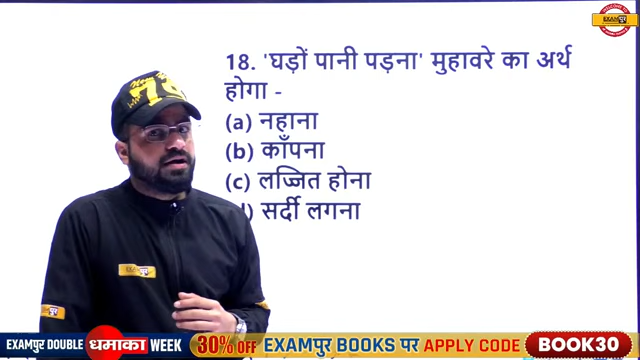 18. 'घड़ों पानी पड़ना' मुहावरे का अर्थ
होगा -
(a) नहाना
(b) काँपना
(c) लज्जित होना
) सर्दी लगना
EXAMपुर DOUBLE धमाका WEEK 30% OFF EXAMपुर BOOKS पर APPLY CODE BOOK30